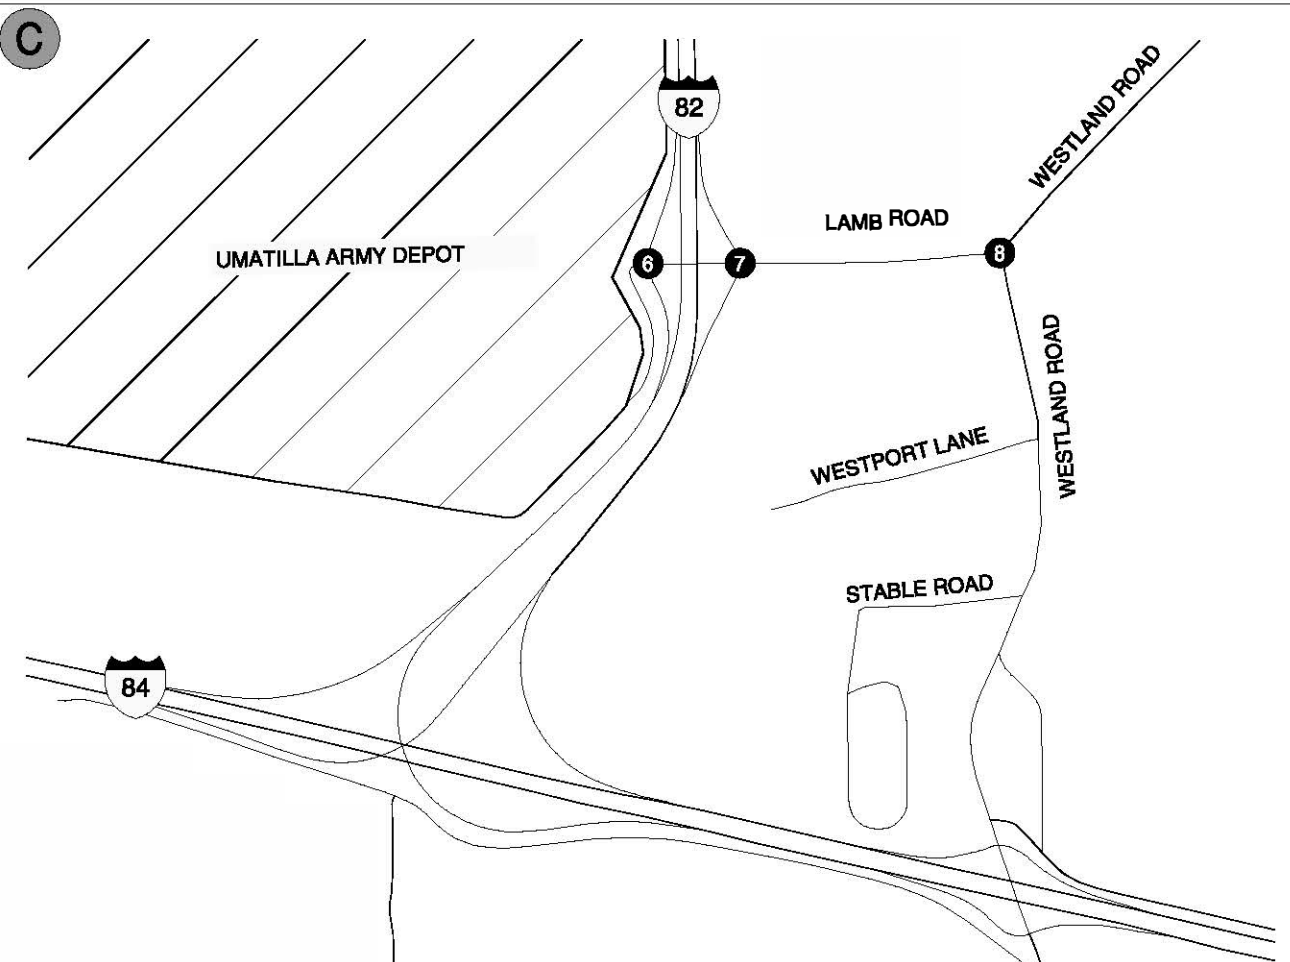 C
82
WESTLAND ROAD
LAMB ROAD
UMATILLA ARMY DEPOT
6
7
8
WESTLAND ROAD
WESTPORT LANE
STABLE ROAD
84